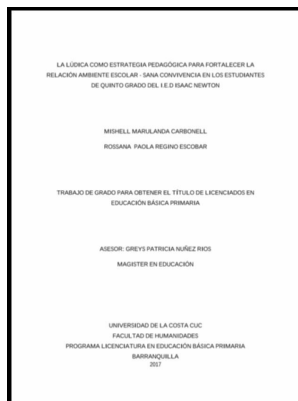 LA LÚDICA COMO ESTRATEGIA PEDAGÓGICA PARA FORTALECER LA
RELACIÓN AMBIENTE ESCOLAR - SANA CONVIVENCIA EN LOS ESTUDIANTES
DE QUINTO GRADO DEL I.E.D ISAAC NEWTON
MISHELL MARULANDA CARBONELL
ROSSANA PAOLA REGINO ESCOBAR
TRABAJO DE GRADO PARA OBTENER EL TÍTULO DE LICENCIADOS EN
EDUCACIÓN BÁSICA PRIMARIA
ASESOR: GREYS PATRICIA NUÑEZ RIOS
MAGISTER EN EDUCACIÓN
UNIVERSIDAD DE LA COSTA CUC
FACULTAD DE HUMANIDADES
PROGRAMA LICENCIATURA EN EDUCACIÓN BÁSICA PRIMARIA
BARRANQUILLA
2017